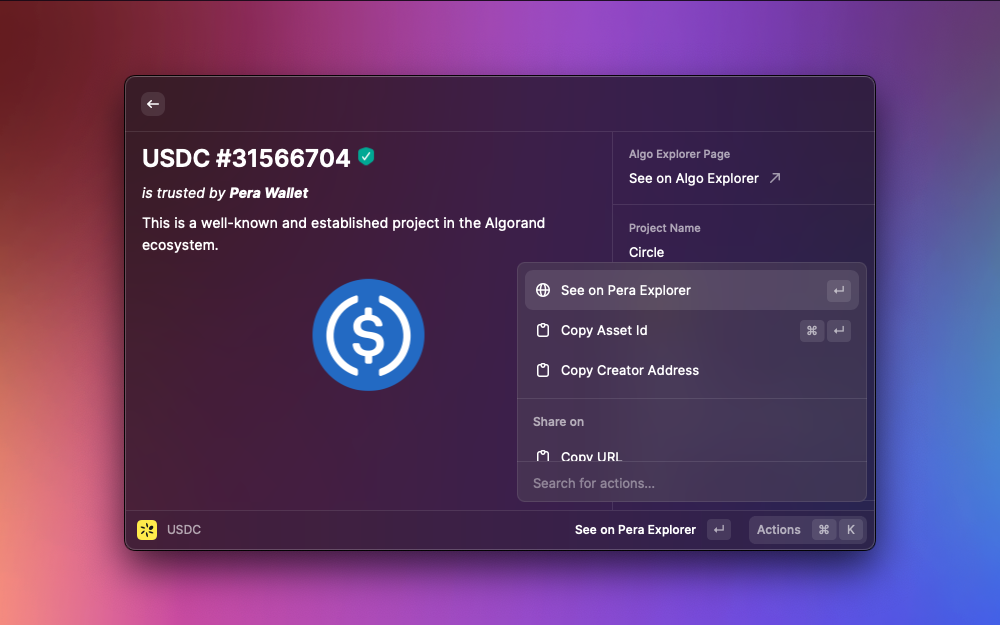 USDC #31566704
is trusted by Pera Wallet
This is a well-known and established project in the Algorand
ecosystem.
Algo Explorer Page
See on Algo Explorer
Project Name
Circle
See on Pera Explorer
Copy Asset Id
⌘
Copy Creator Address
Share on
Copy URL
Search for actions...
USDC
See on Pera Explorer
Actions ⌘ K